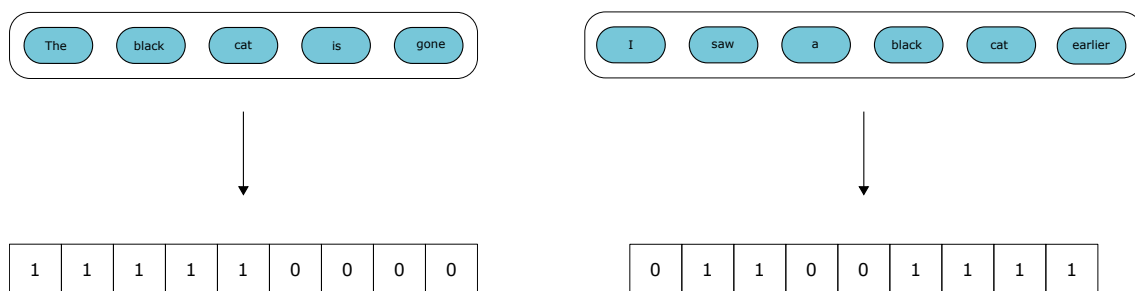 The black cat is gone
I saw a black cat earlier
1 1 1 1 1 0 0 0 0
0 1 1 0 0 1 1 1 1